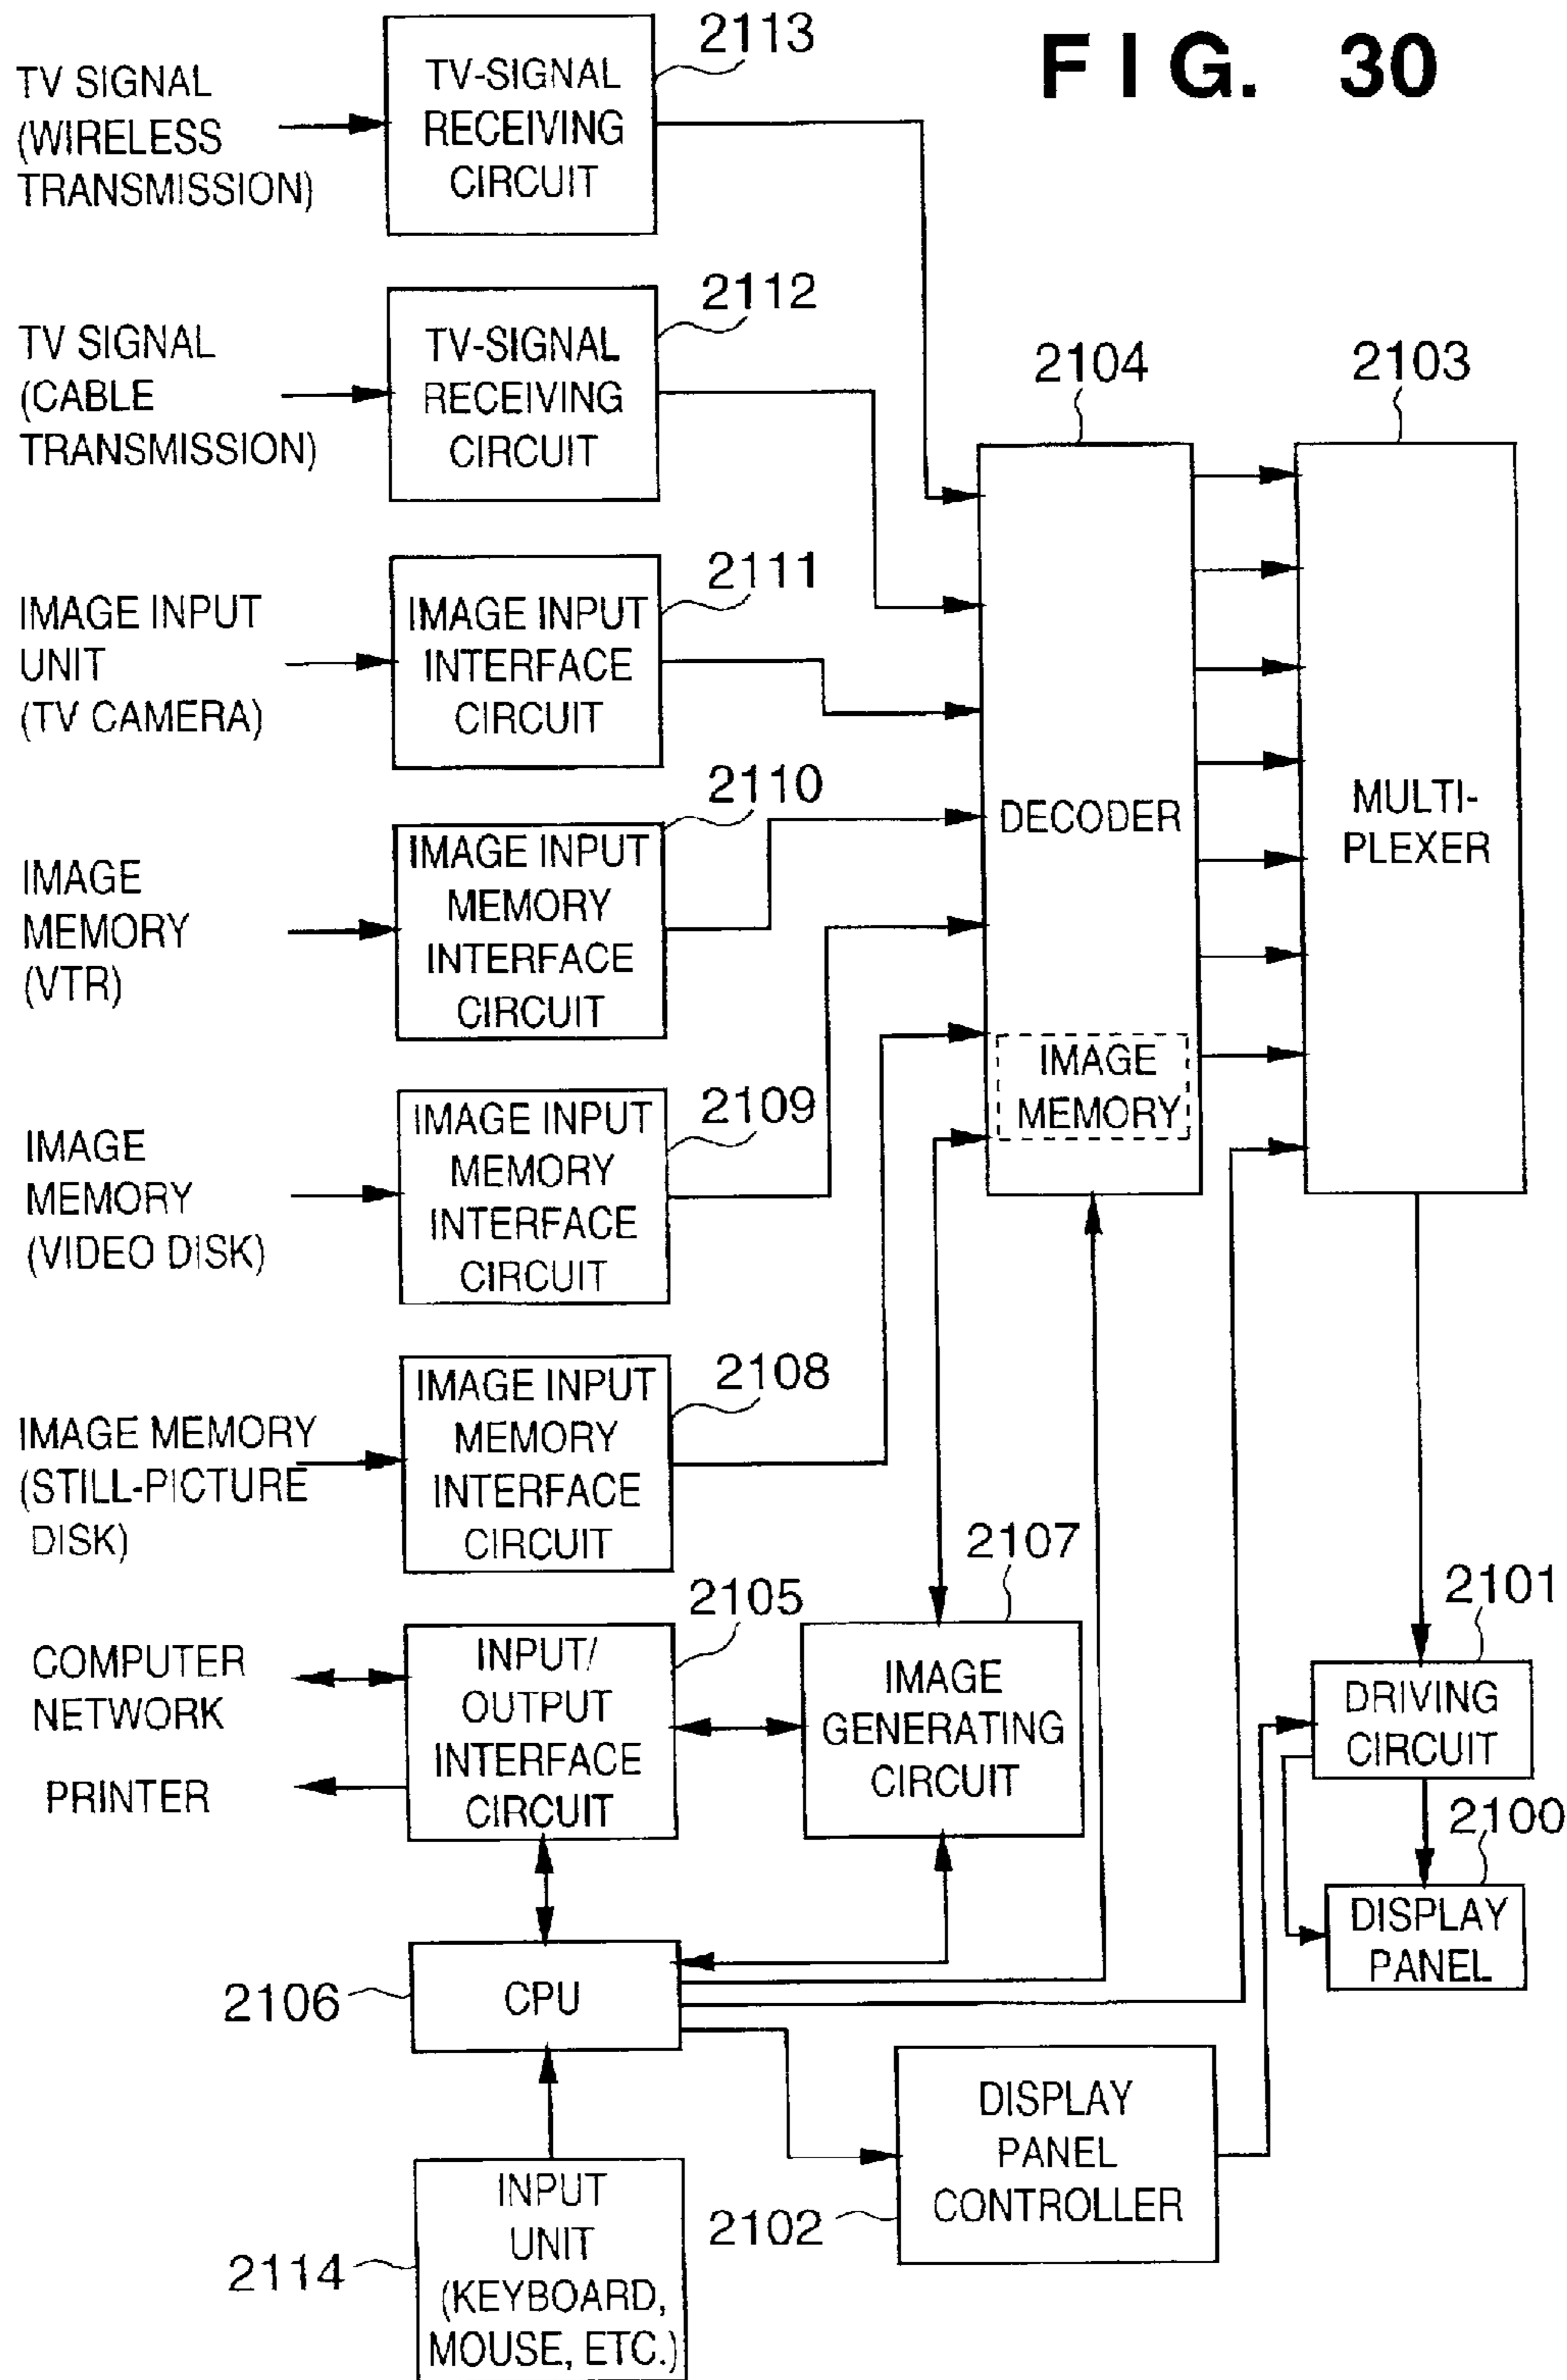 FIG. 30
2113
TV SIGNAL
(WIRELESS
TRANSMISSION)
TV-SIGNAL
RECEIVING
CIRCUIT
2112
TV SIGNAL
(CABLE
TRANSMISSION)
TV-SIGNAL
RECEIVING
CIRCUIT
2104
2103
2111
IMAGE INPUT
UNIT
(TV CAMERA)
IMAGE INPUT
INTERFACE
CIRCUIT
2110
IMAGE
MEMORY
(VTR)
IMAGE INPUT
MEMORY
INTERFACE
CIRCUIT
DECODER
MULTI-
PLEXER
IMAGE
MEMORY
2109
IMAGE
MEMORY
(VIDEO DISK)
IMAGE INPUT
MEMORY
INTERFACE
CIRCUIT
2108
IMAGE MEMORY
(STILL-PICTURE
DISK)
IMAGE INPUT
MEMORY
INTERFACE
CIRCUIT
2105
2107
2101
COMPUTER
NETWORK
PRINTER
INPUT/
OUTPUT
INTERFACE
CIRCUIT
IMAGE
GENERATING
CIRCUIT
DRIVING
CIRCUIT
2100
DISPLAY
PANEL
2106
CPU
DISPLAY
PANEL
CONTROLLER
2102
2114
INPUT
UNIT
(KEYBOARD,
MOUSE, ETC.)